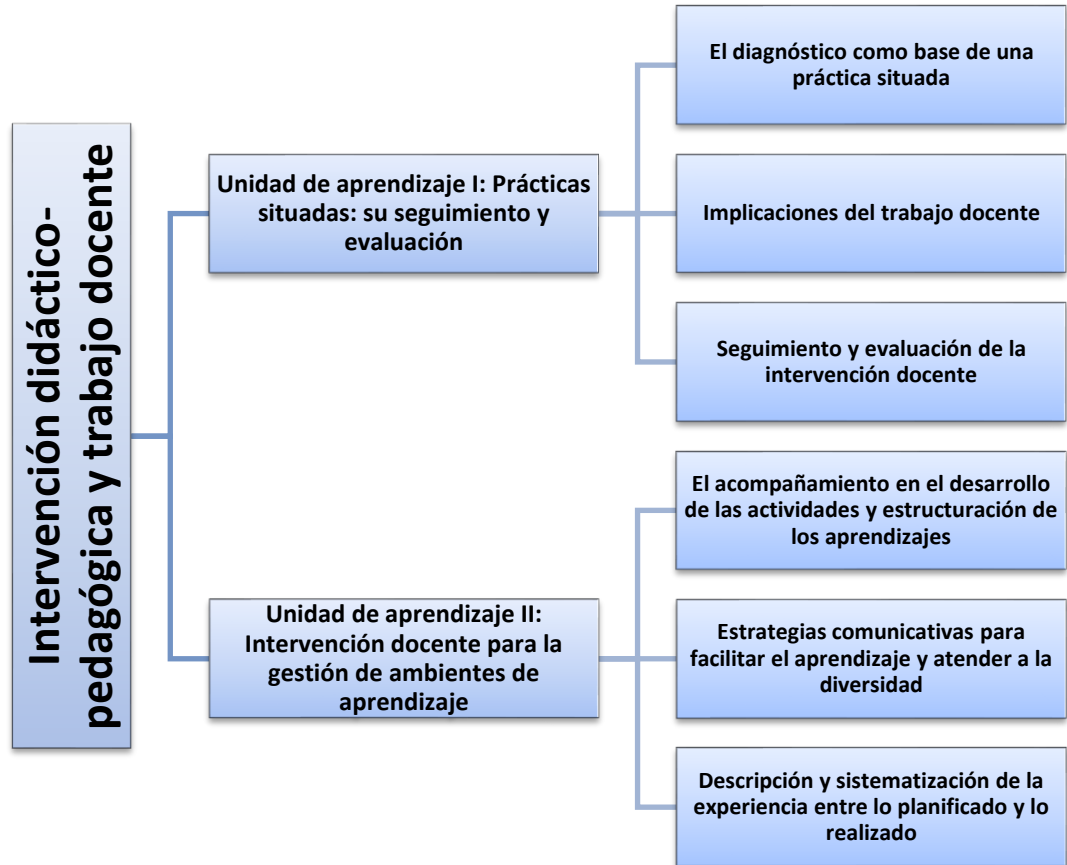 Intervención didáctico-
pedagógica y trabajo docente
Unidad de aprendizaje I: Prácticas
situadas: su seguimiento y
evaluación
El diagnóstico como base de una
práctica situada
Implicaciones del trabajo docente
Seguimiento y evaluación de la
intervención docente
Unidad de aprendizaje II:
Intervención docente para la
gestión de ambientes de
aprendizaje
El acompañamiento en el desarrollo
de las actividades y estructuración de
los aprendizajes
Estrategias comunicativas para
facilitar el aprendizaje y atender a la
diversidad
Descripción y sistematización de la
experiencia entre lo planificado y lo
realizado